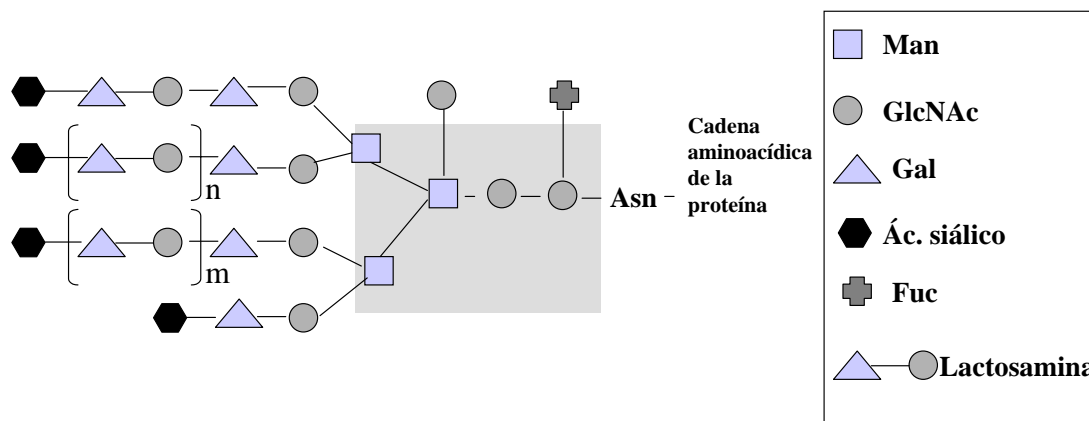 n
m
Asn
Cadena
aminoacídica
de la
proteína
Man
GlcNAc
Gal
Ác. siálico
Fuc
Lactosamina